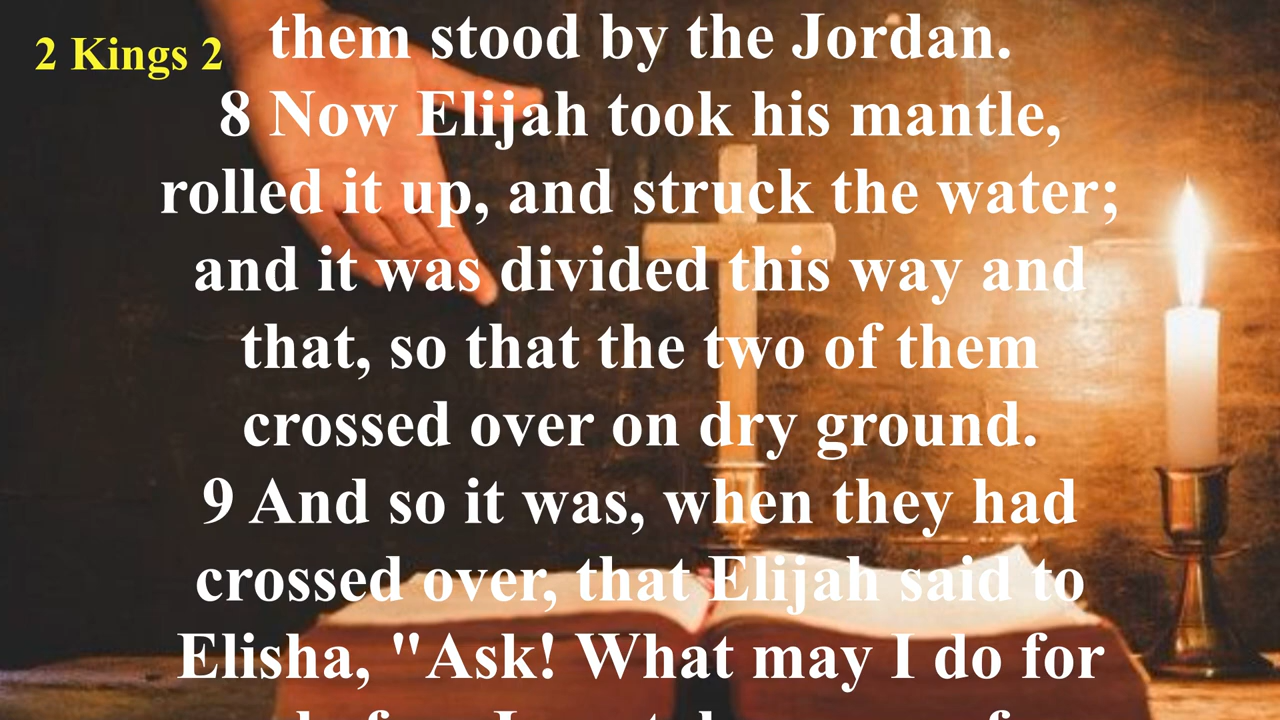 2 Kings 2
them stood by the Jordan.
8 Now Elijah took his mantle,
rolled it up, and struck the water;
and it was divided this way and
that, so that the two of them
crossed over on dry ground.
9 And so it was, when they had
crossed over, that Elijah said to
Elisha, "Ask! What may I do for